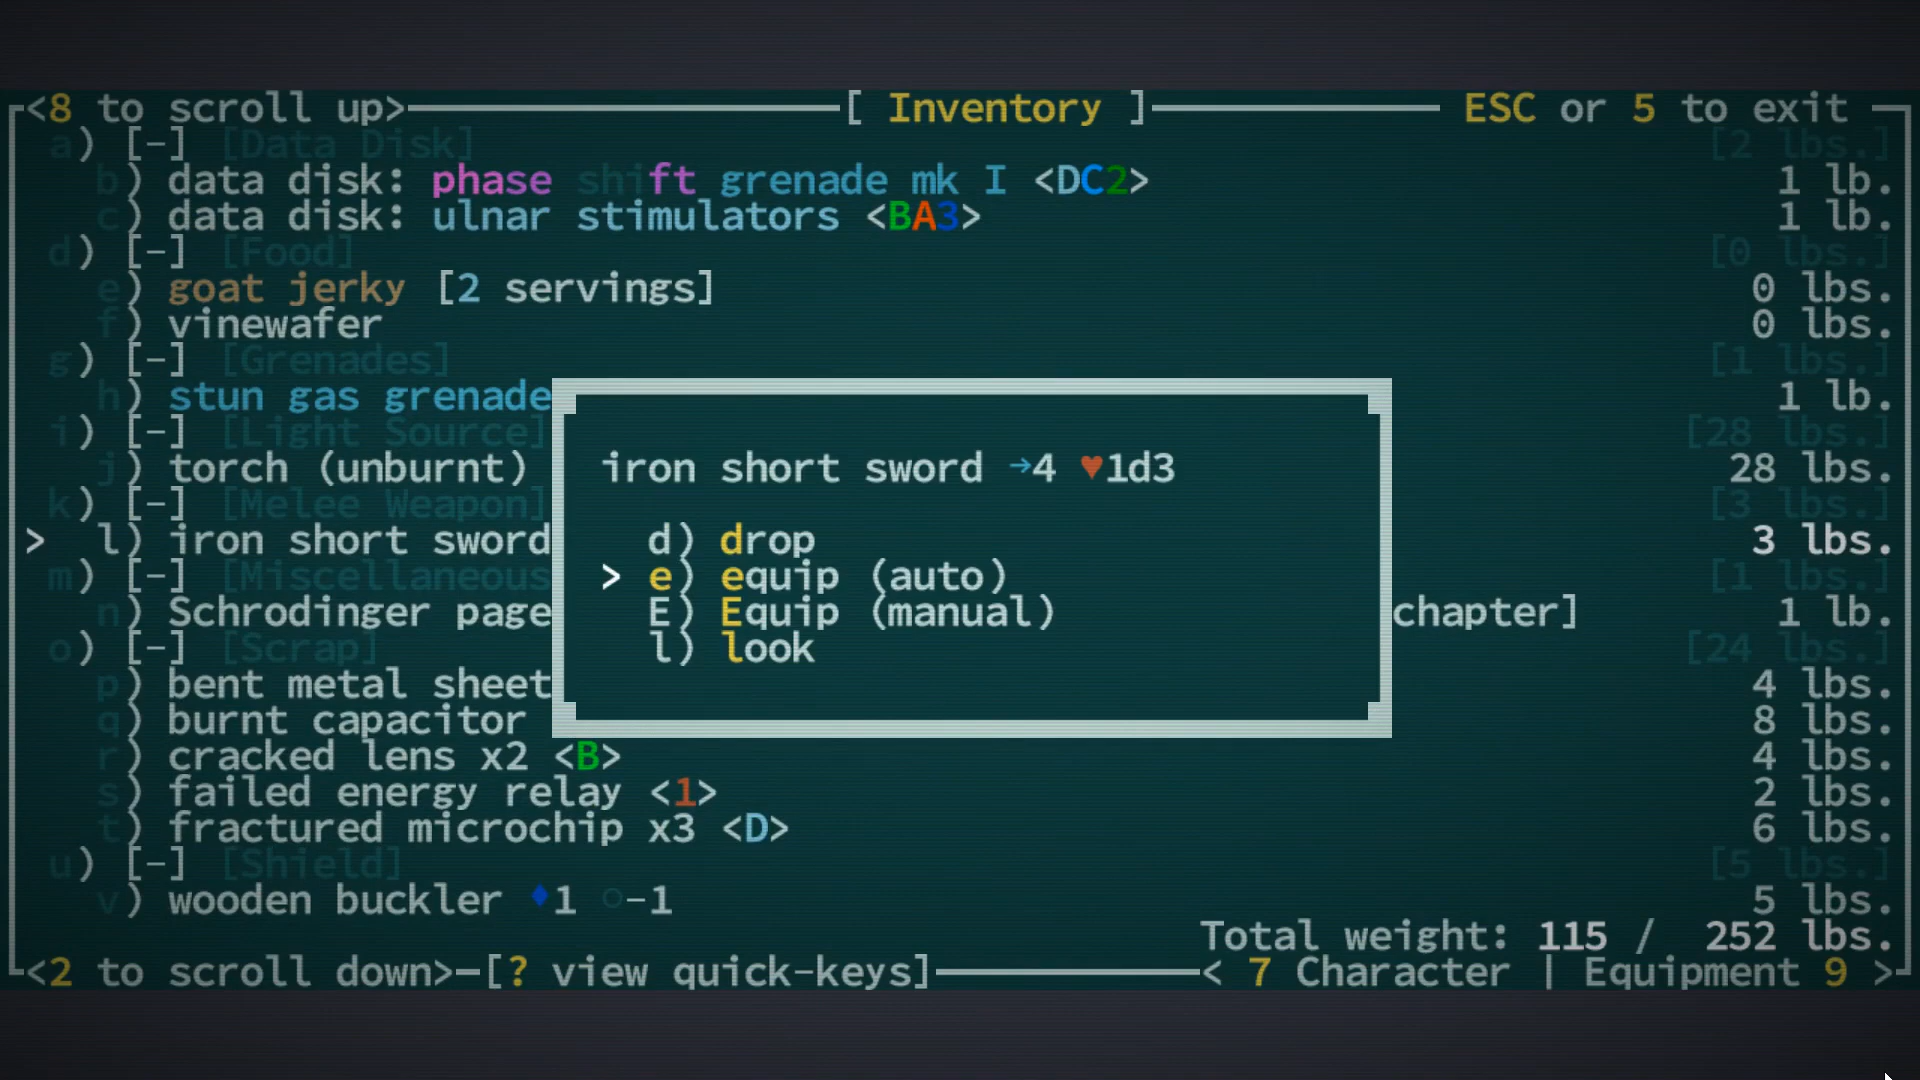 <8 to scroll up> [ Inventory ] ESC or 5 to exit
a) [-] [Data Disk] [2 lbs.]
b) data disk: phase shift grenade mk I <DC2> 1 lb.
c) data disk: ulnar stimulators <BA3> 1 lb.
d) [-] [Food] [0 lbs.]
e) goat jerky [2 servings] 0 lbs.
f) vinewafer 0 lbs.
g) [-] [Grenades] [1 lbs.]
h) stun gas grenade 1 lb.
i) [-] [Light Source] [28 lbs.]
j) torch (unburnt) 28 lbs.
k) [-] [Melee Weapon] [3 lbs.]
> l) iron short sword 3 lbs.
m) [-] [Miscellaneous [1 lbs.]
n) Schrodinger page chapter] 1 lb.
o) [-] [Scrap] [24 lbs.]
p) bent metal sheet 4 lbs.
q) burnt capacitor 8 lbs.
r) cracked lens x2 <B> 4 lbs.
s) failed energy relay <1> 2 lbs.
t) fractured microchip x3 <D> 6 lbs.
u) [-] [Shield] [5 lbs.]
v) wooden buckler ♦1 ○-1 5 lbs.
Total weight: 115 / 252 lbs.
<2 to scroll down> [? view quick-keys] < 7 Character | Equipment 9 >
iron short sword →4 ♥1d3
d) drop
> e) equip (auto)
E) Equip (manual)
l) look